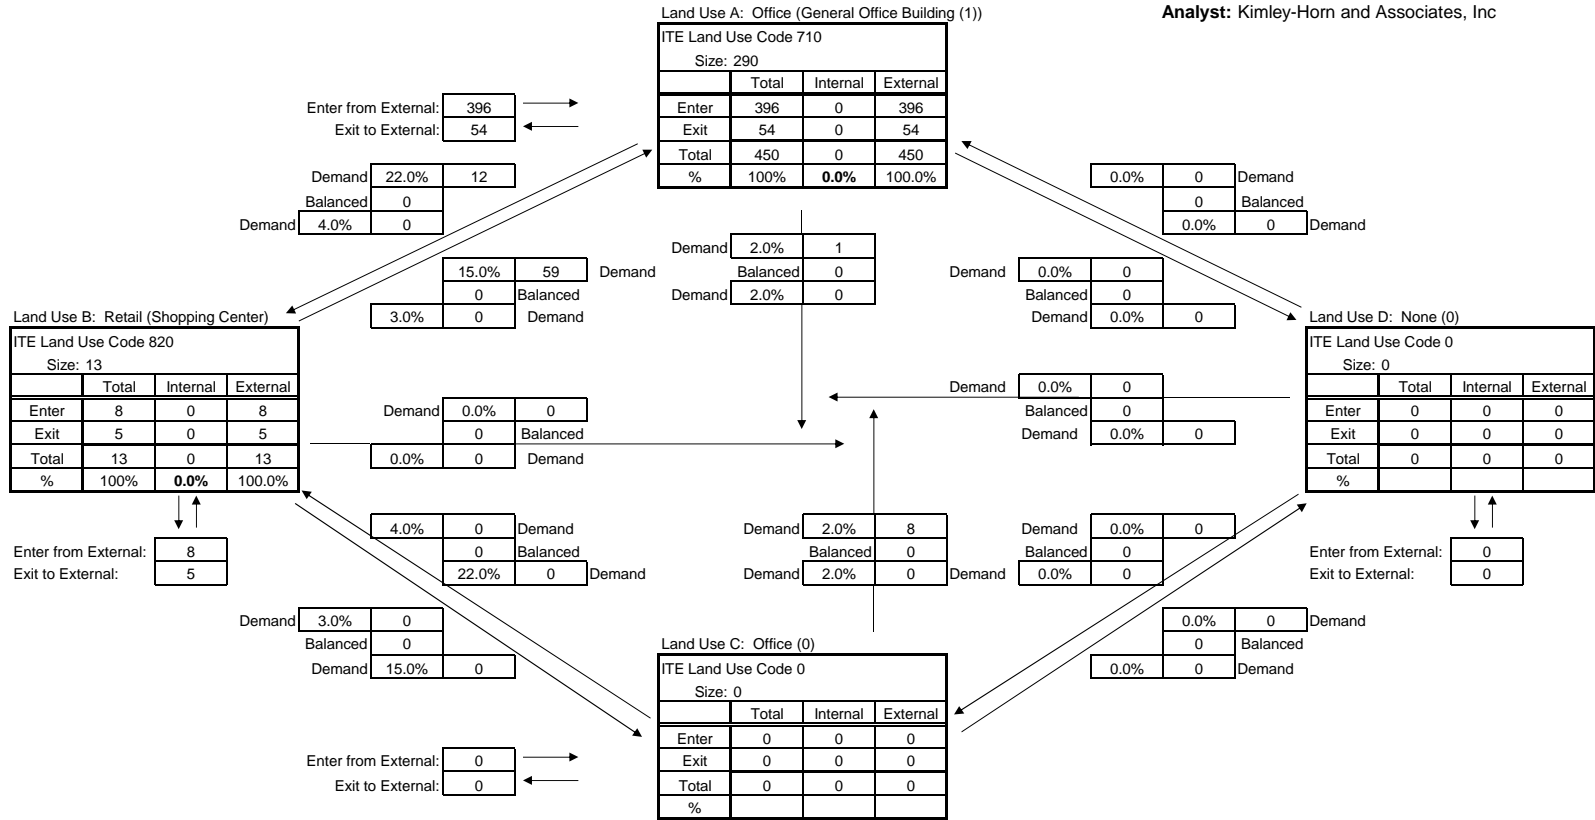 Land Use A: Office (General Office Building (1))
Analyst: Kimley-Horn and Associates, Inc
ITE Land Use Code 710
Size: 290
Total Internal External
Enter 396 0 396
Exit 54 0 54
Total 450 0 450
% 100% 0.0% 100.0%
Enter from External: 396
Exit to External: 54
Demand 22.0% 12
Balanced 0
Demand 4.0% 0
0.0% 0 Demand
0 Balanced
0.0% 0 Demand
15.0% 59 Demand
0 Balanced
3.0% 0 Demand
Demand 2.0% 1
Balanced 0
Demand 2.0% 0
Demand 0.0% 0
Balanced 0
Demand 0.0% 0
Land Use B: Retail (Shopping Center)
ITE Land Use Code 820
Size: 13
Total Internal External
Enter 8 0 8
Exit 5 0 5
Total 13 0 13
% 100% 0.0% 100.0%
Enter from External: 8
Exit to External: 5
Demand 0.0% 0
0 Balanced
0.0% 0 Demand
Demand 0.0% 0
Balanced 0
Demand 0.0% 0
Land Use D: None (0)
ITE Land Use Code 0
Size: 0
Total Internal External
Enter 0 0 0
Exit 0 0 0
Total 0 0 0
%
Enter from External: 0
Exit to External: 0
4.0% 0 Demand
0 Balanced
22.0% 0 Demand
Demand 2.0% 8
Balanced 0
Demand 2.0% 0
Demand 0.0% 0
Balanced 0
Demand 0.0% 0
Demand 3.0% 0
Balanced 0
Demand 15.0% 0
0.0% 0 Demand
0 Balanced
0.0% 0 Demand
Land Use C: Office (0)
ITE Land Use Code 0
Size: 0
Total Internal External
Enter 0 0 0
Exit 0 0 0
Total 0 0 0
%
Enter from External: 0
Exit to External: 0